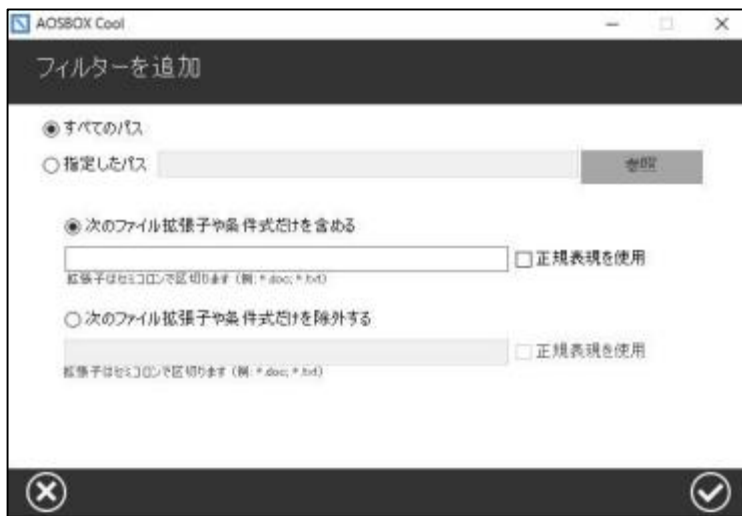 AOSBOX Cool
フィルターを追加
すべてのパス
指定したパス 参照
次のファイル拡張子や条件式だけを含める
正規表現を使用
拡張子はセミコロンで区切ります (例: *.doc; *.txt)
次のファイル拡張子や条件式だけを除外する
正規表現を使用
拡張子はセミコロンで区切ります (例: *.doc; *.txt)